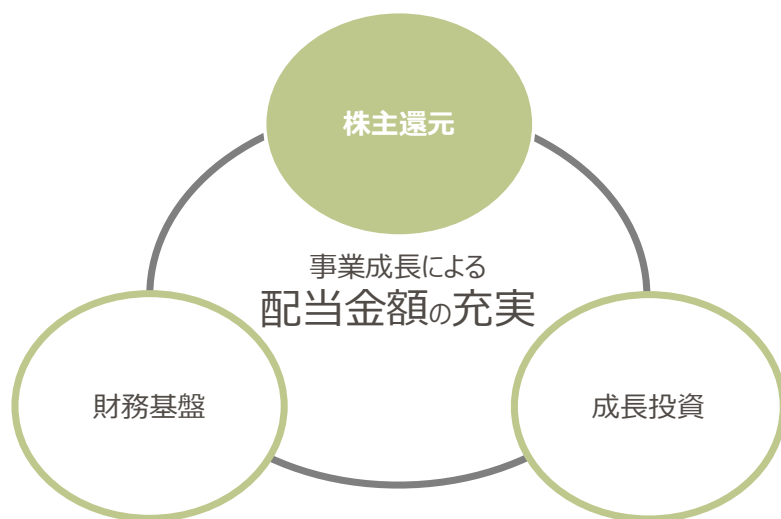 株主還元
事業成長による
配当金額の充実
財務基盤
成長投資